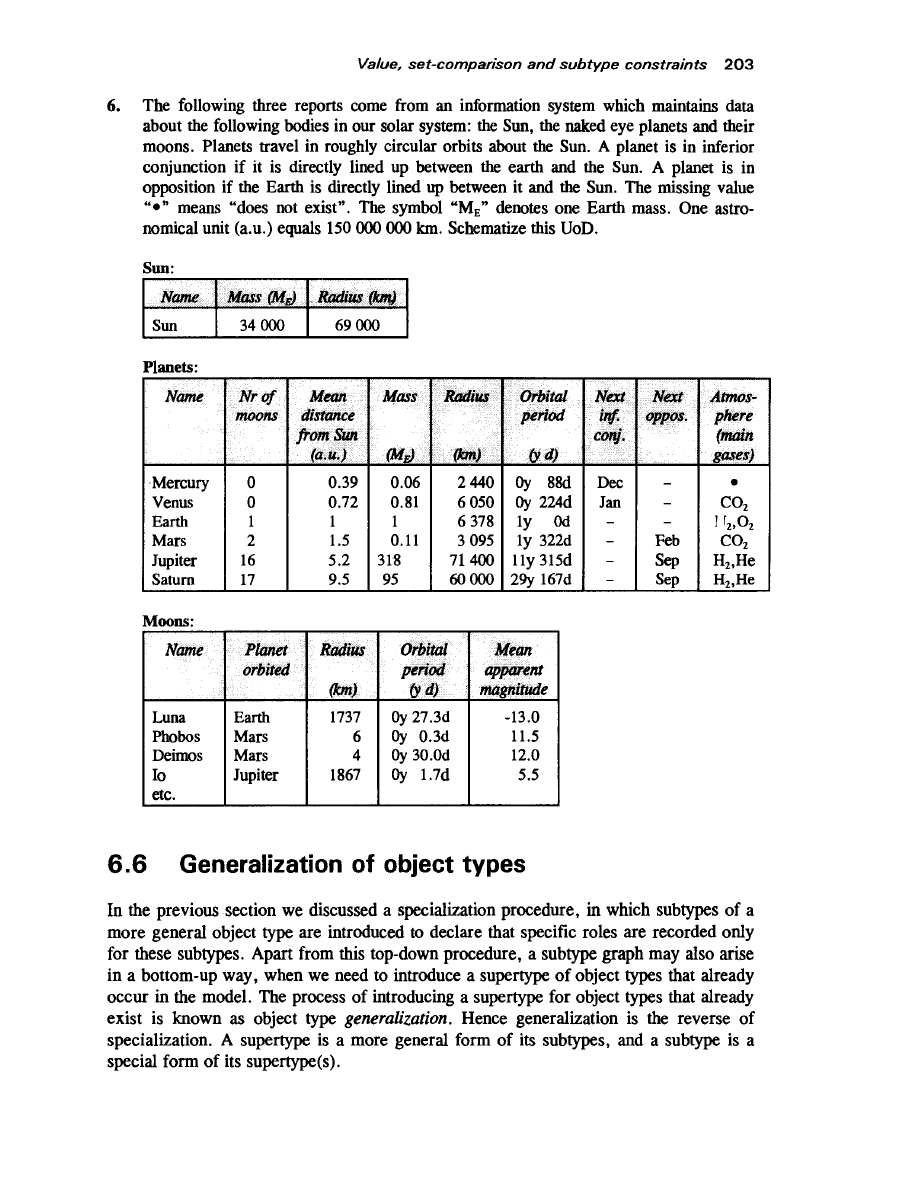 Value, set-comparison and subtype constraints 203
6. The following three reports come from an information system which maintains data
about the following bodies in our solar system: the Sun, the naked eye planets and their
moons. Planets travel in roughly circular orbits about the Sun. A planet is in inferior
conjunction if it is directly lined up between the earth and the Sun. A planet is in
opposition if the Earth is directly lined up between it and the Sun. The missing value
“•” means “does not exist”. The symbol “M_E” denotes one Earth mass. One astro-
nomical unit (a.u.) equals 150 000 000 km. Schematize this UoD.
Sun:
Name Mass (M_E) Radius (km)
Sun 34 000 69 000
Planets:
Name Nr of Mean Mass Radius Orbital Next Next Atmos-
moons distance period inf. oppos. phere
from Sun conj. (main
(a.u.) (M_E) (km) (y d) gases)
Mercury 0 0.39 0.06 2 440 0y 88d Dec – •
Venus 0 0.72 0.81 6 050 0y 224d Jan – CO₂
Earth 1 1 1 6 378 1y 0d – – ₂,O₂
Mars 2 1.5 0.11 3 095 1y 322d – Feb CO₂
Jupiter 16 5.2 318 71 400 11y 315d – Sep H₂,He
Saturn 17 9.5 95 60 000 29y 167d – Sep H₂,He
Moons:
Name Planet Radius Orbital Mean
orbited period apparent
(km) (y d) magnitude
Luna Earth 1737 0y 27.3d -13.0
Phobos Mars 6 0y 0.3d 11.5
Deimos Mars 4 0y 30.0d 12.0
Io Jupiter 1867 0y 1.7d 5.5
etc.
6.6 Generalization of object types
In the previous section we discussed a specialization procedure, in which subtypes of a
more general object type are introduced to declare that specific roles are recorded only
for these subtypes. Apart from this top-down procedure, a subtype graph may also arise
in a bottom-up way, when we need to introduce a supertype of object types that already
occur in the model. The process of introducing a supertype for object types that already
exist is known as object type generalization. Hence generalization is the reverse of
specialization. A supertype is a more general form of its subtypes, and a subtype is a
special form of its supertype(s).